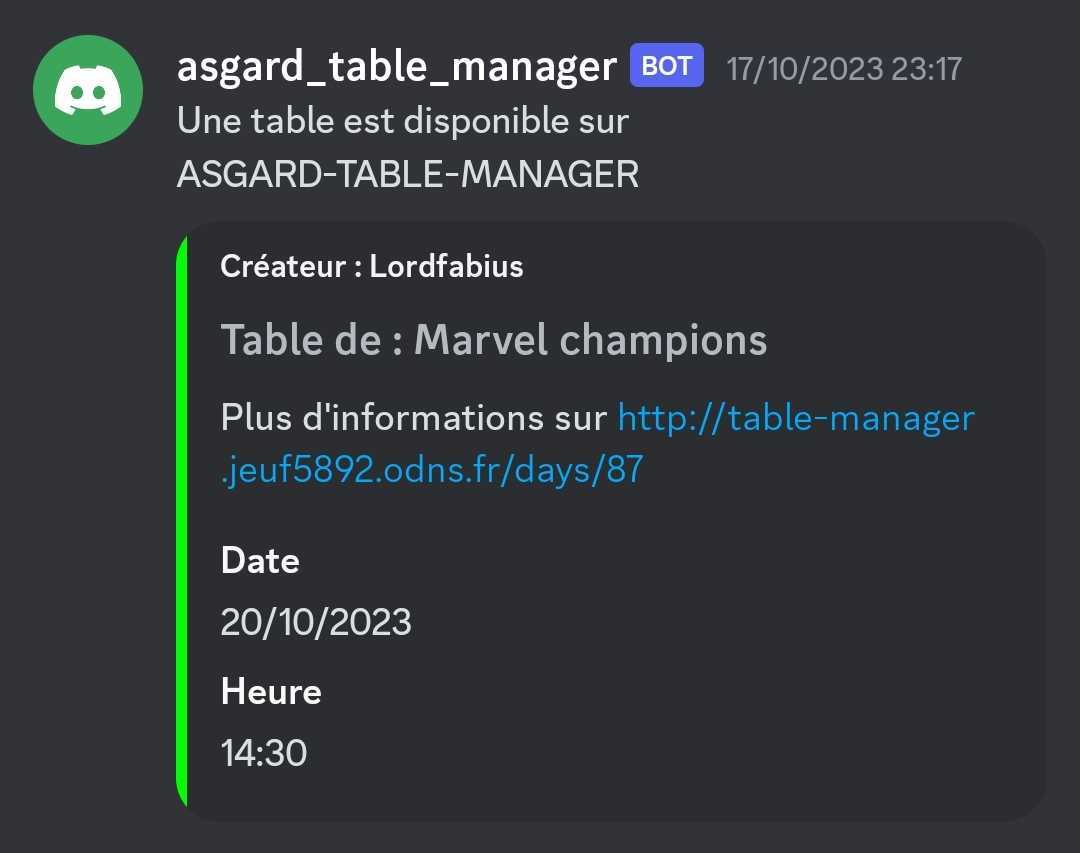 asgard_table_manager BOT 17/10/2023 23:17
Une table est disponible sur
ASGARD-TABLE-MANAGER
Créateur : Lordfabius
Table de : Marvel champions
Plus d'informations sur http://table-manager
.jeuf5892.odns.fr/days/87
Date
20/10/2023
Heure
14:30